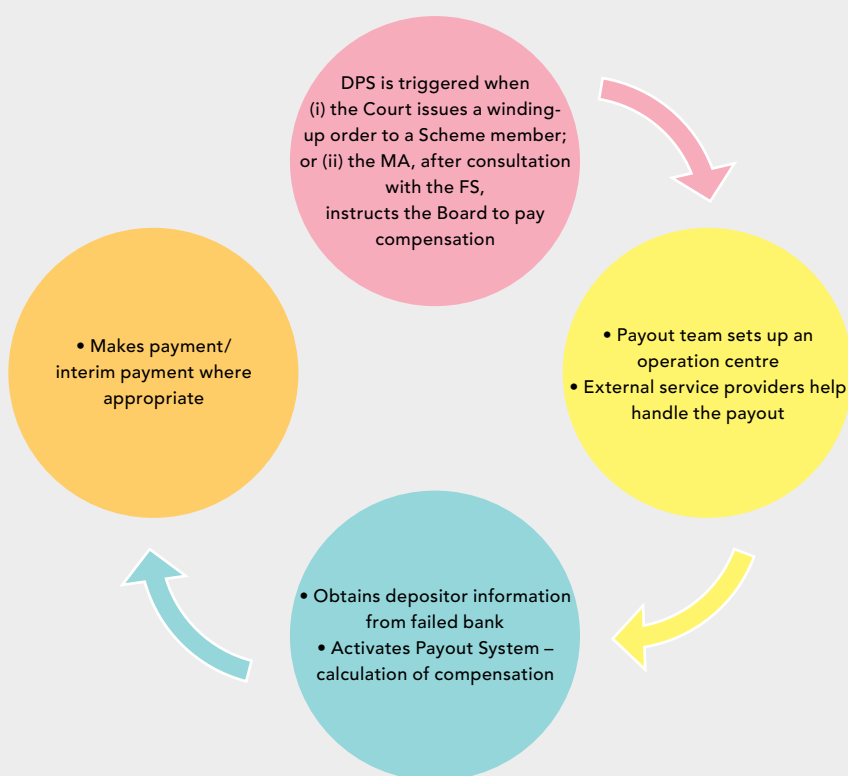 DPS is triggered when
(i) the Court issues a winding-
up order to a Scheme member;
or (ii) the MA, after consultation
with the FS,
instructs the Board to pay
compensation
• Payout team sets up an
operation centre
• External service providers help
handle the payout
• Obtains depositor information
from failed bank
• Activates Payout System –
calculation of compensation
• Makes payment/
interim payment where
appropriate